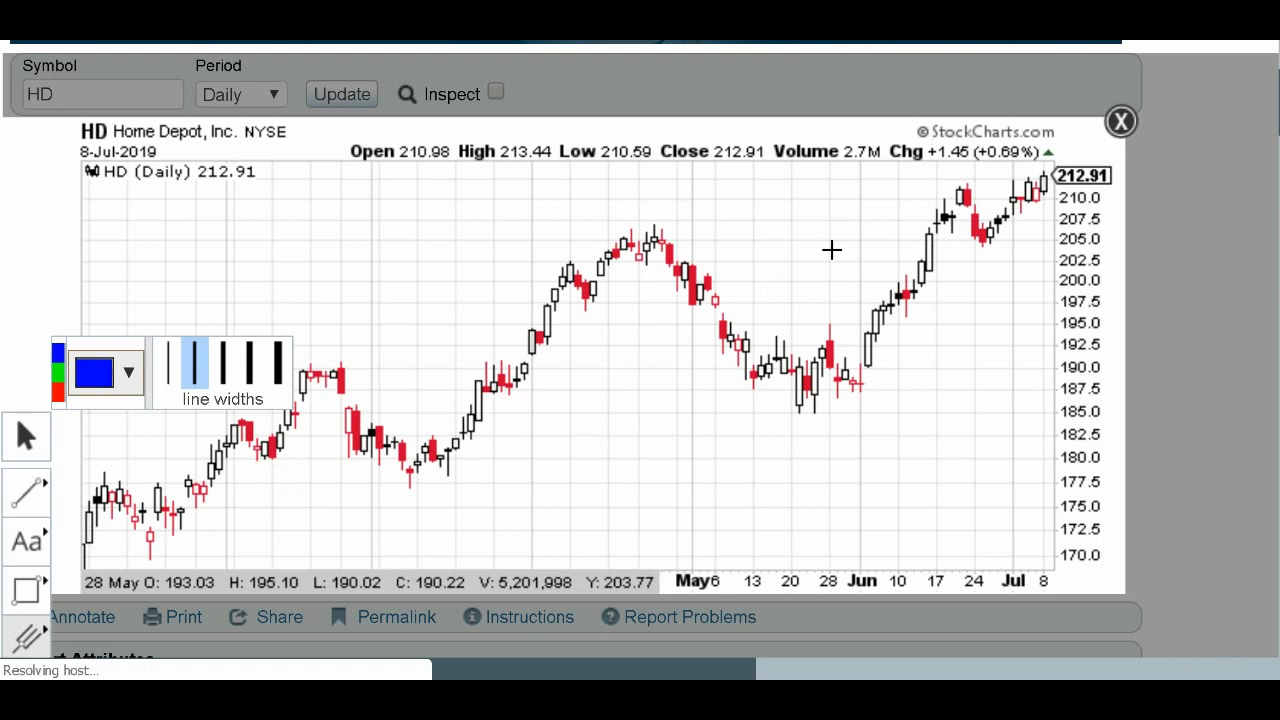 Symbol Period
HD Daily ▼ Update Inspect
X
HD Home Depot, Inc. NYSE © StockCharts.com
8-Jul-2019 Open 210.98 High 213.44 Low 210.59 Close 212.91 Volume 2.7M Chg +1.45 (+0.69%) ▲
HD (Daily) 212.91
212.91
210.0
207.5
205.0
202.5
200.0
197.5
195.0
192.5
190.0
187.5
185.0
182.5
180.0
177.5
175.0
172.5
170.0
line widths
Aa
28 May O: 193.03 H: 195.10 L: 190.02 C: 190.22 V: 5,201,998 Y: 203.77 May 6 13 20 28 Jun 10 17 24 Jul 8
Annotate Print Share Permalink Instructions Report Problems
rt Attributes
Resolving host...